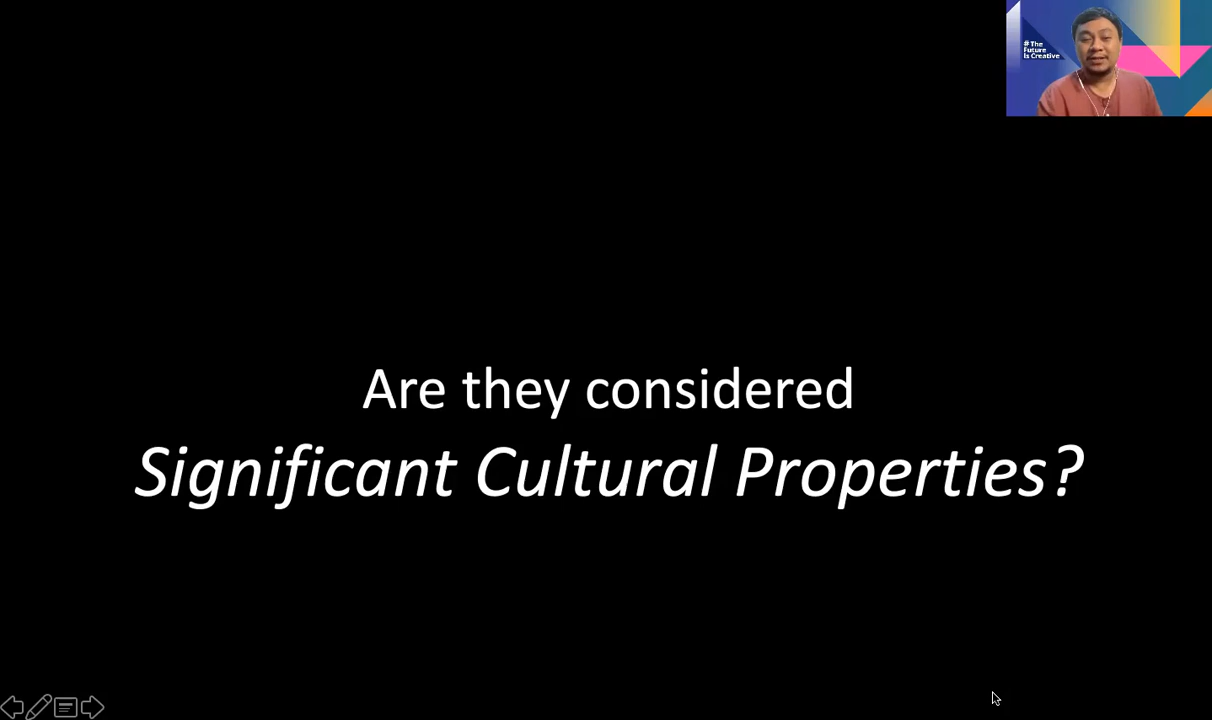 # The
Future
Is Creative
Are they considered
Significant Cultural Properties?